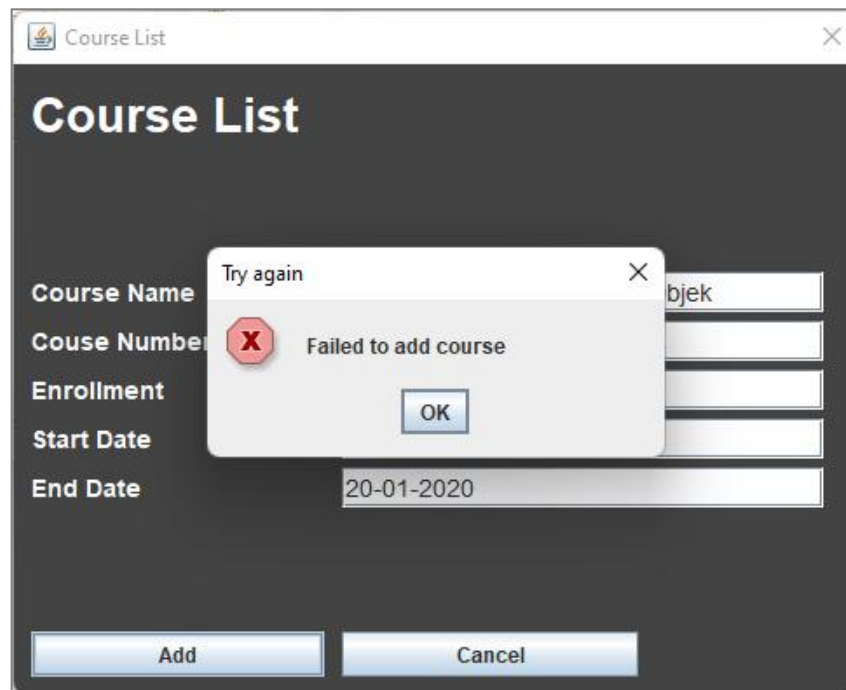 Course List
Course List
Try again
Course Name bjek
Failed to add course
Couse Number
Enrollment
OK
Start Date
End Date 20-01-2020
Add Cancel